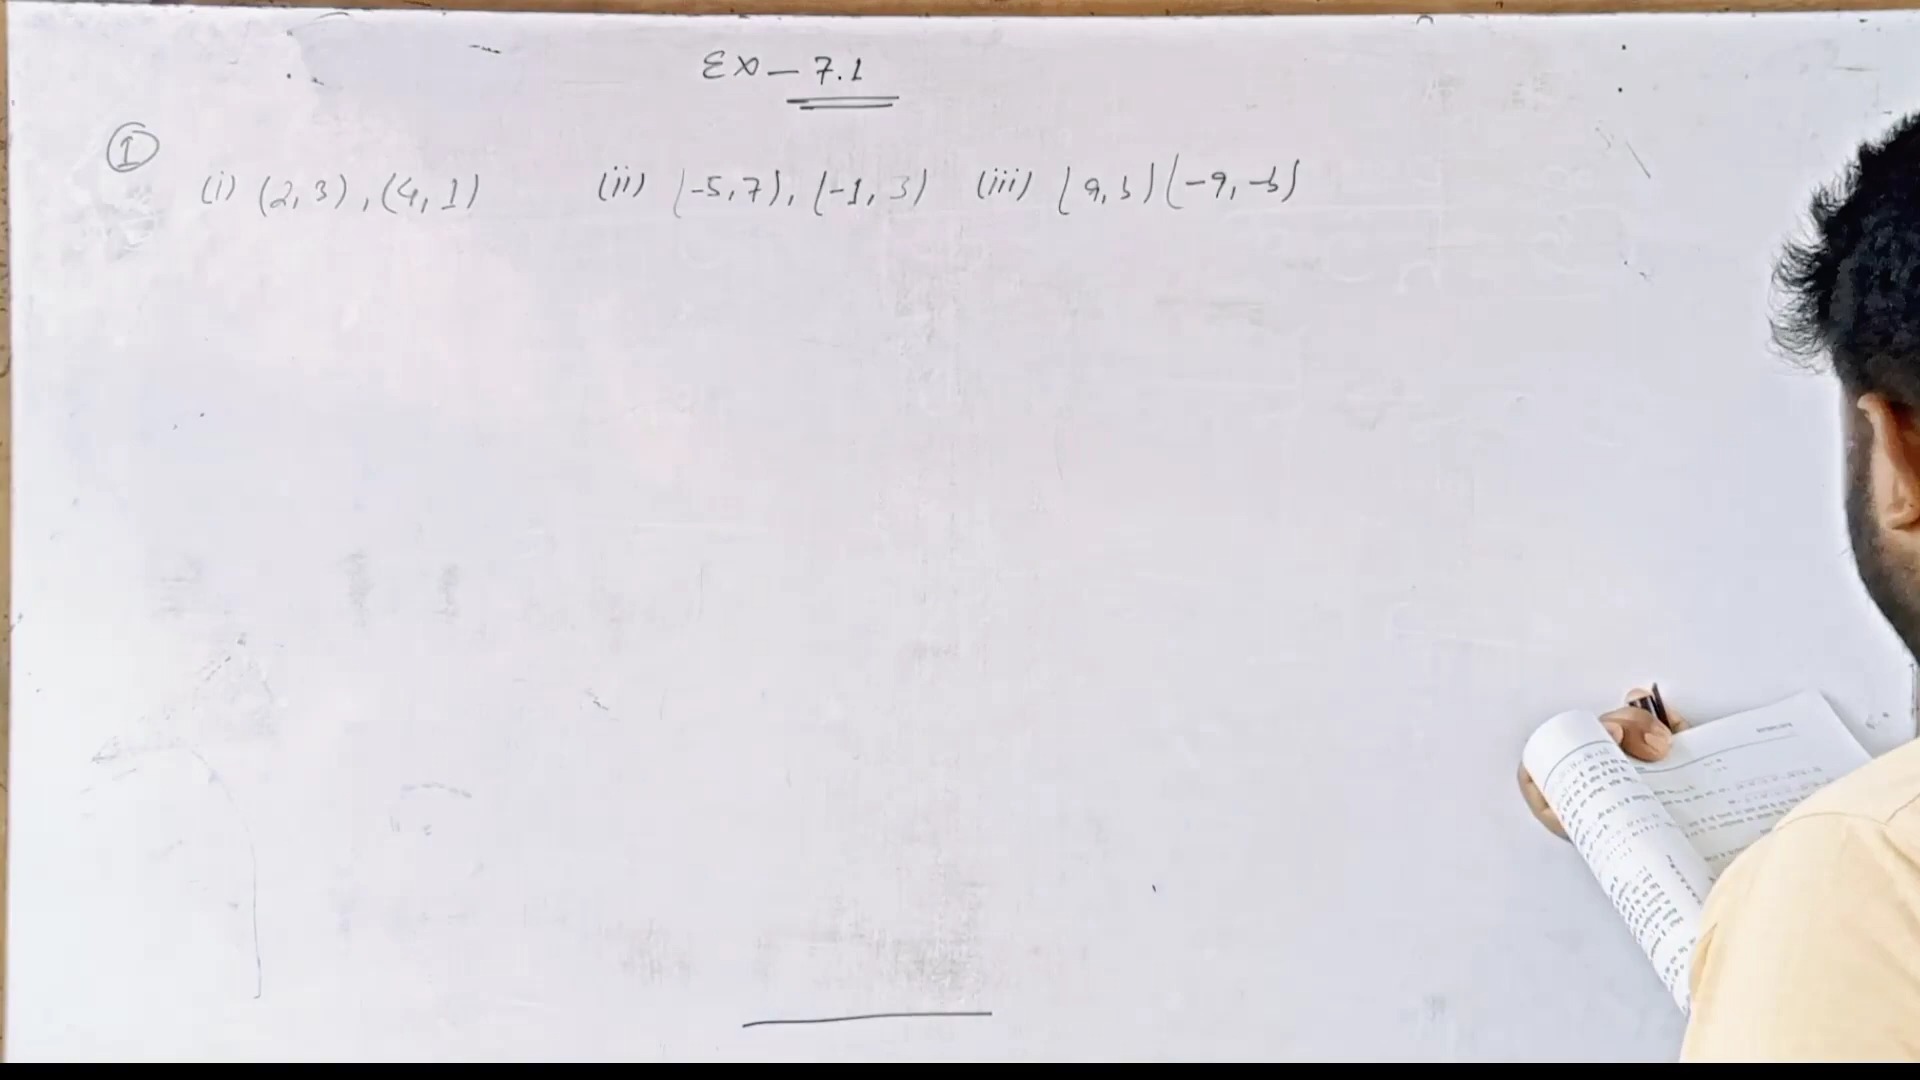 Ex – 7.1
① (i) (2, 3), (4, 1) (ii) (-5, 7), (-1, 3) (iii) (a, b) (-a, -b)